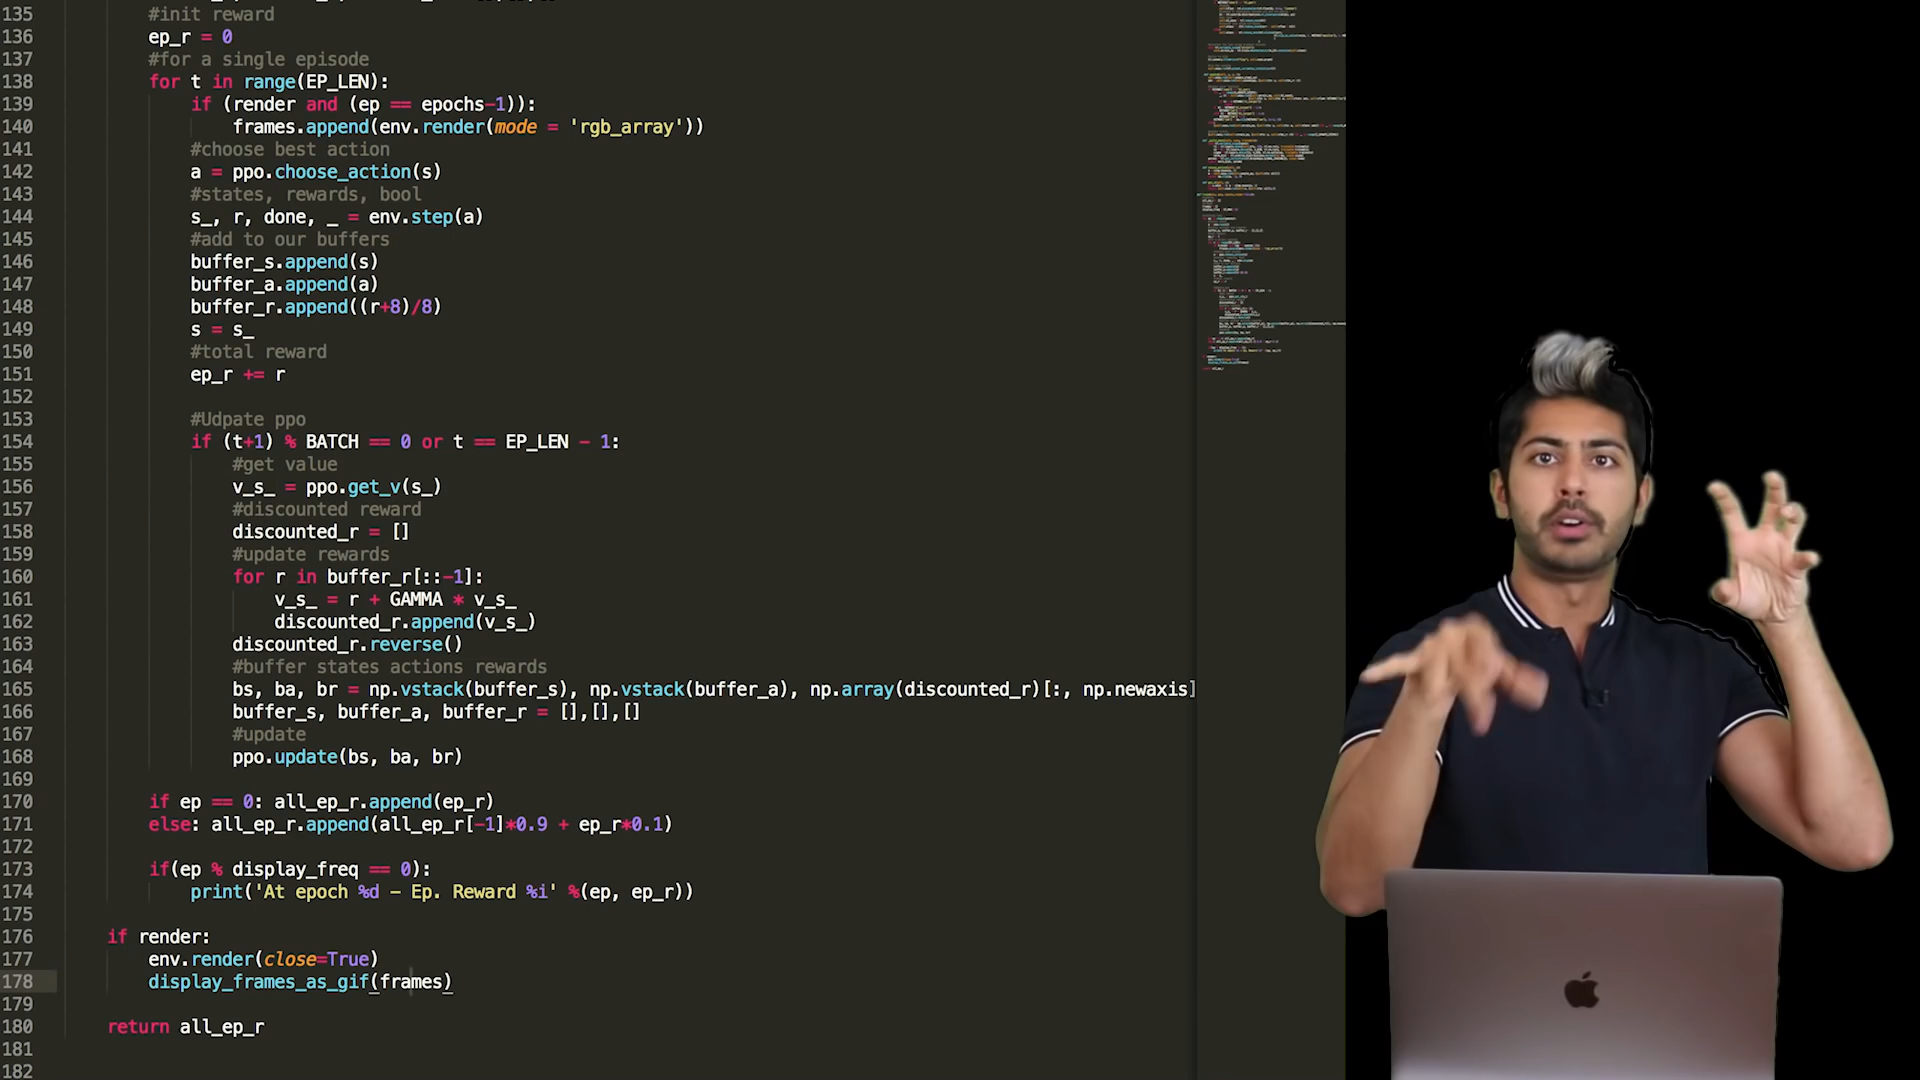 135 #init reward
136 ep_r = 0
137 #for a single episode
138 for t in range(EP_LEN):
139 if (render and (ep == epochs-1)):
140 frames.append(env.render(mode = 'rgb_array'))
141 #choose best action
142 a = ppo.choose_action(s)
143 #states, rewards, bool
144 s_, r, done, _ = env.step(a)
145 #add to our buffers
146 buffer_s.append(s)
147 buffer_a.append(a)
148 buffer_r.append((r+8)/8)
149 s = s_
150 #total reward
151 ep_r += r
152
153 #Udpate ppo
154 if (t+1) % BATCH == 0 or t == EP_LEN - 1:
155 #get value
156 v_s_ = ppo.get_v(s_)
157 #discounted reward
158 discounted_r = []
159 #update rewards
160 for r in buffer_r[::-1]:
161 v_s_ = r + GAMMA * v_s_
162 discounted_r.append(v_s_)
163 discounted_r.reverse()
164 #buffer states actions rewards
165 bs, ba, br = np.vstack(buffer_s), np.vstack(buffer_a), np.array(discounted_r)[:, np.newaxis]
166 buffer_s, buffer_a, buffer_r = [],[],[]
167 #update
168 ppo.update(bs, ba, br)
169
170 if ep == 0: all_ep_r.append(ep_r)
171 else: all_ep_r.append(all_ep_r[-1]*0.9 + ep_r*0.1)
172
173 if(ep % display_freq == 0):
174 print('At epoch %d - Ep. Reward %i' %(ep, ep_r))
175
176 if render:
177 env.render(close=True)
178 display_frames_as_gif(frames)
179
180 return all_ep_r
181
182